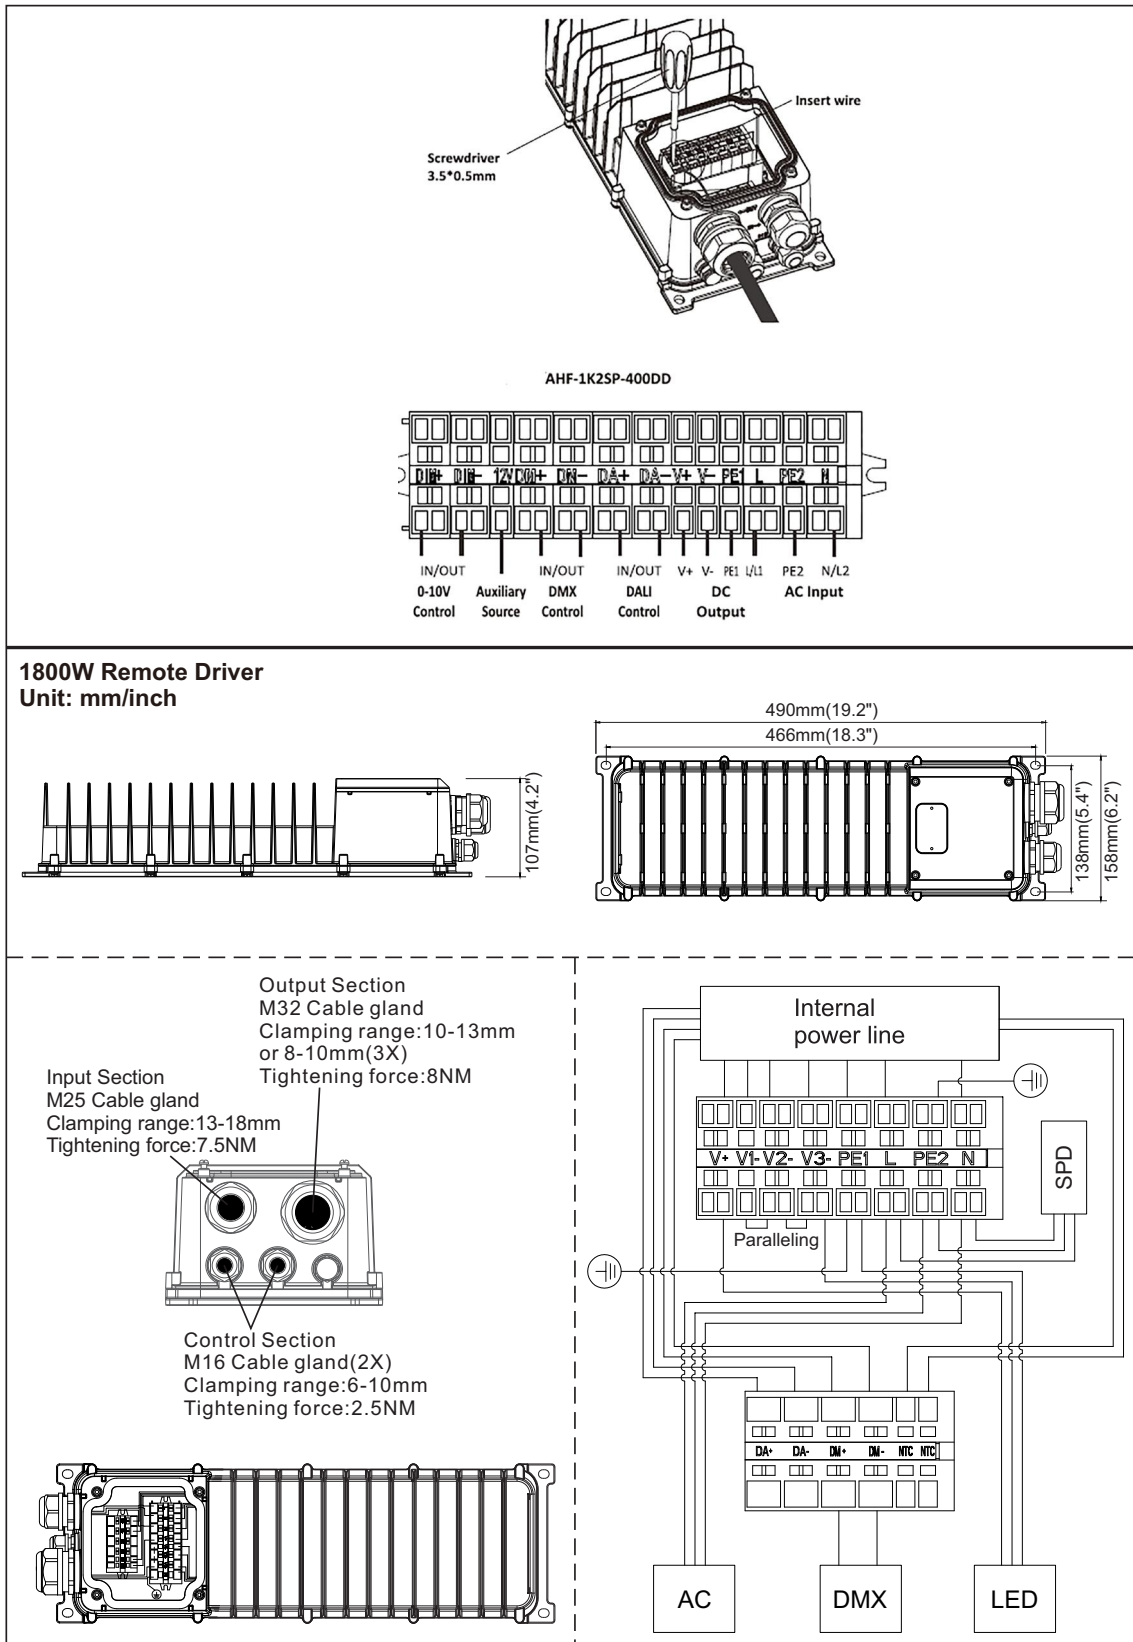 Insert wire
Screwdriver
3.5*0.5mm
AHF-1K2SP-400DD
DIM+ DIM- 12V DM+ DM- DA+ DA- V+ V- PE1 L PE2 N
IN/OUT IN/OUT IN/OUT V+ V- PE1 L/L1 PE2 N/L2
0-10V Auxiliary DMX DALI DC AC Input
Control Source Control Control Output
1800W Remote Driver
Unit: mm/inch
490mm(19.2")
466mm(18.3")
107mm(4.2")
138mm(5.4")
158mm(6.2")
Output Section
M32 Cable gland
Clamping range:10-13mm
or 8-10mm(3X)
Tightening force:8NM
Input Section
M25 Cable gland
Clamping range:13-18mm
Tightening force:7.5NM
Control Section
M16 Cable gland(2X)
Clamping range:6-10mm
Tightening force:2.5NM
Internal
power line
V+ V1- V2- V3- PE1 L PE2 N
SPD
Paralleling
DA+ DA- DM+ DM- NTC NTC
AC DMX LED